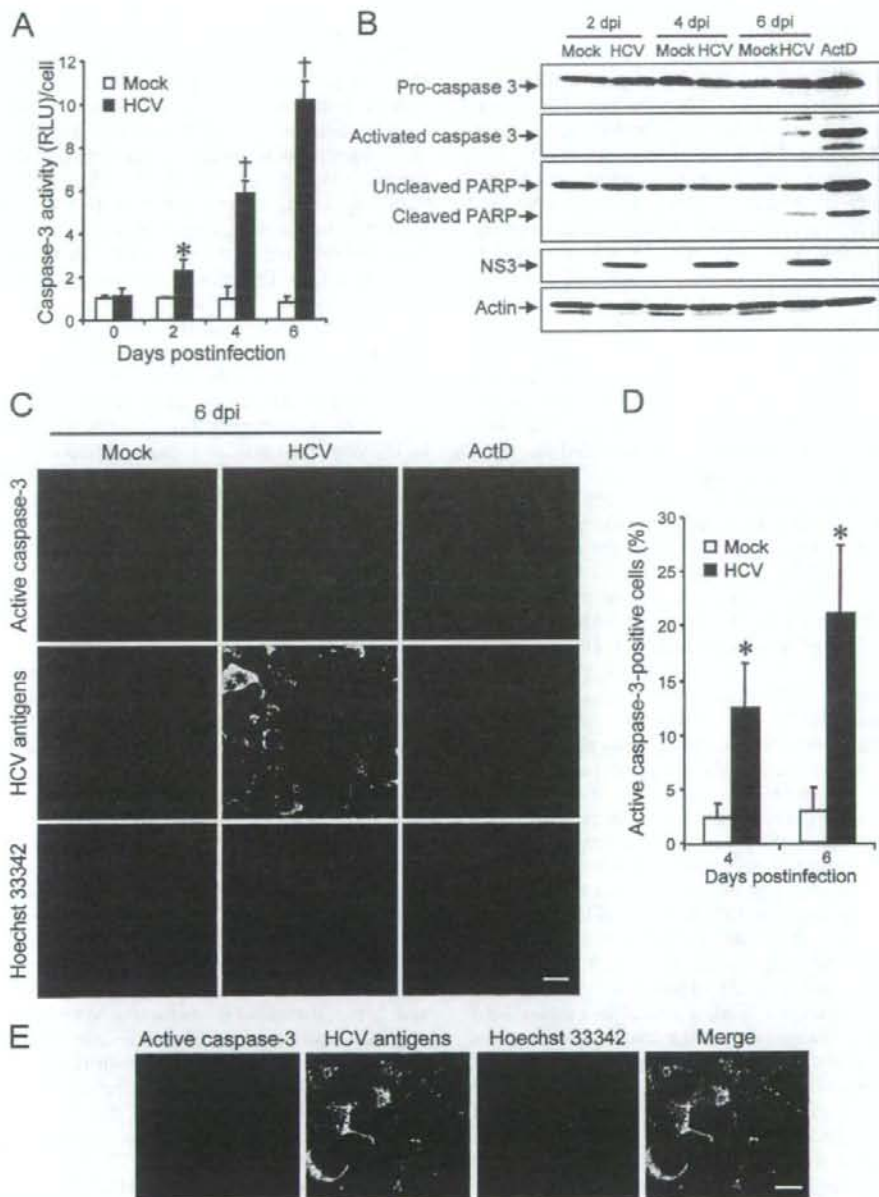 A
Caspase-3 activity (RLU)/cell
12
10
8
6
4
2
0
Mock
HCV
*
†
†
0 2 4 6
Days postinfection
B
2 dpi 4 dpi 6 dpi
Mock HCV Mock HCV Mock HCV ActD
Pro-caspase 3
Activated caspase 3
Uncleaved PARP
Cleaved PARP
NS3
Actin
C
6 dpi
Mock HCV ActD
Active caspase-3
HCV antigens
Hoechst 33342
D
Active caspase-3-positive cells (%)
30
25
20
15
10
5
0
Mock
HCV
*
*
4 6
Days postinfection
E
Active caspase-3 HCV antigens Hoechst 33342 Merge